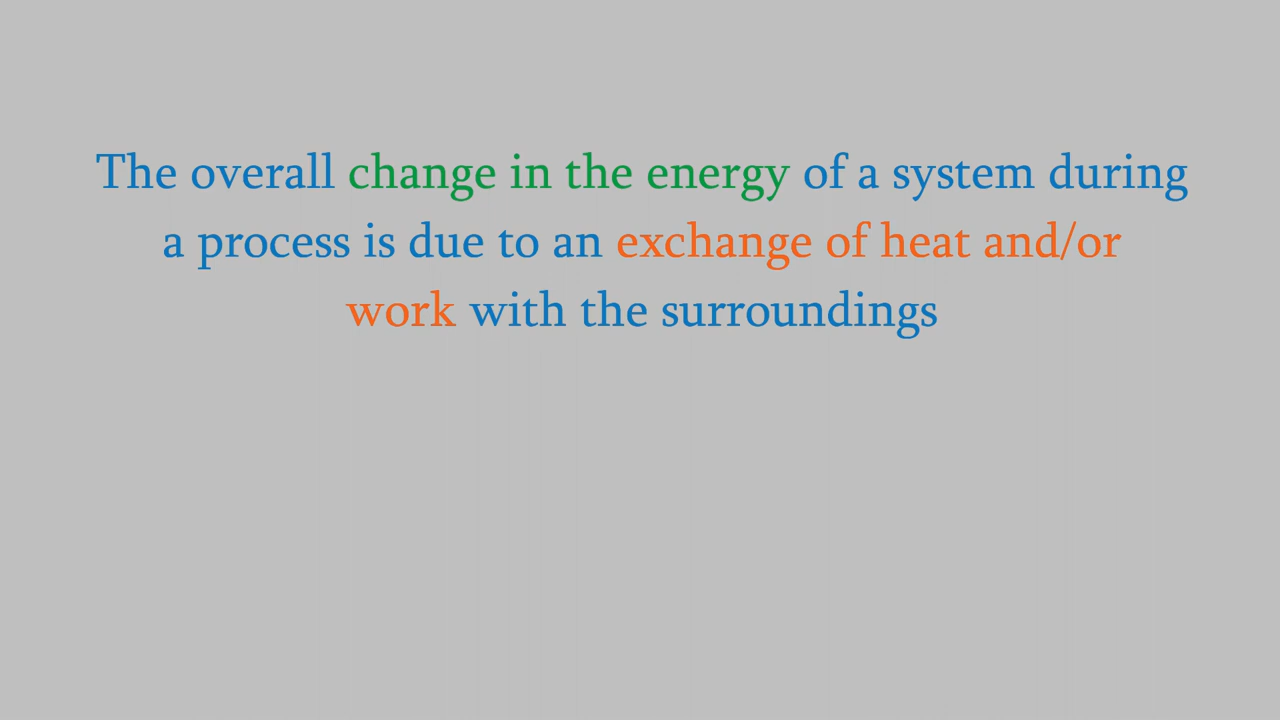 The overall change in the energy of a system during
a process is due to an exchange of heat and/or
work with the surroundings